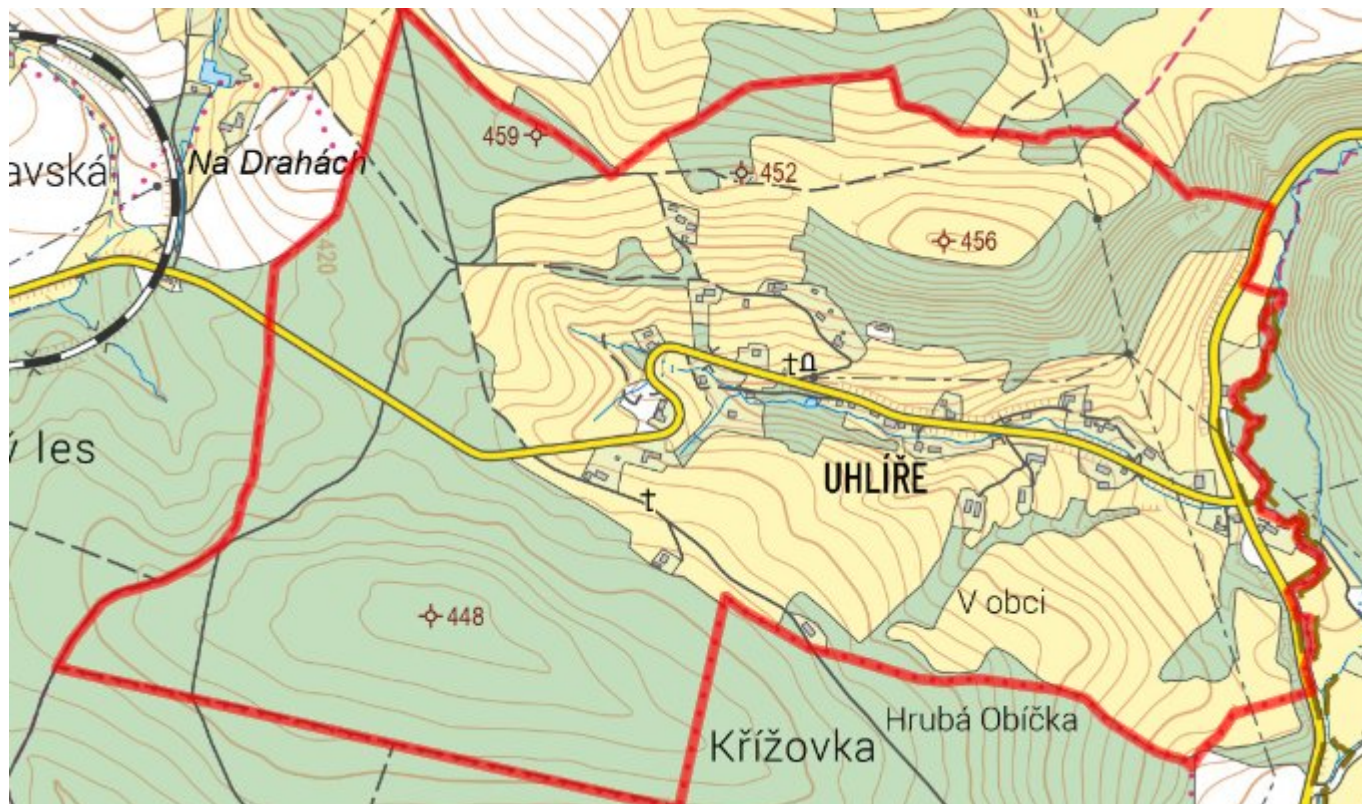 459
452
avská
Na Drahách
456
420
ý les
UHLÍŘE
V obci
448
Hrubá Obíčka
Křížovka